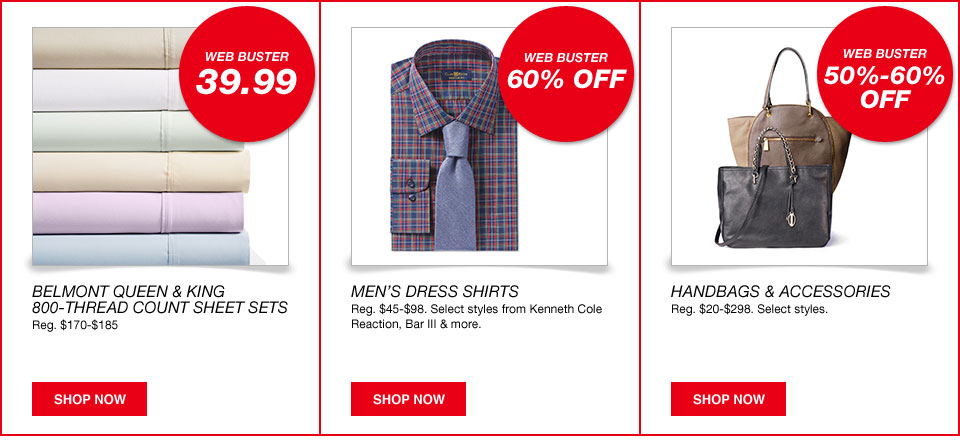 WEB BUSTER
39.99
BELMONT QUEEN & KING
800-THREAD COUNT SHEET SETS
Reg. $170-$185
SHOP NOW
WEB BUSTER
60% OFF
MEN'S DRESS SHIRTS
Reg. $45-$98. Select styles from Kenneth Cole
Reaction, Bar III & more.
SHOP NOW
WEB BUSTER
50%-60%
OFF
HANDBAGS & ACCESSORIES
Reg. $20-$298. Select styles.
SHOP NOW